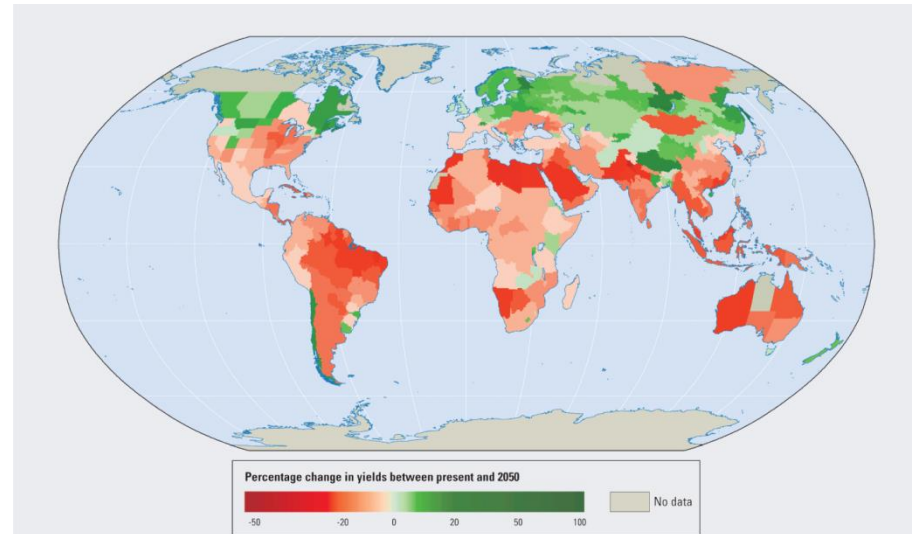 Percentage change in yields between present and 2050
No data
-50 -20 0 20 50 100